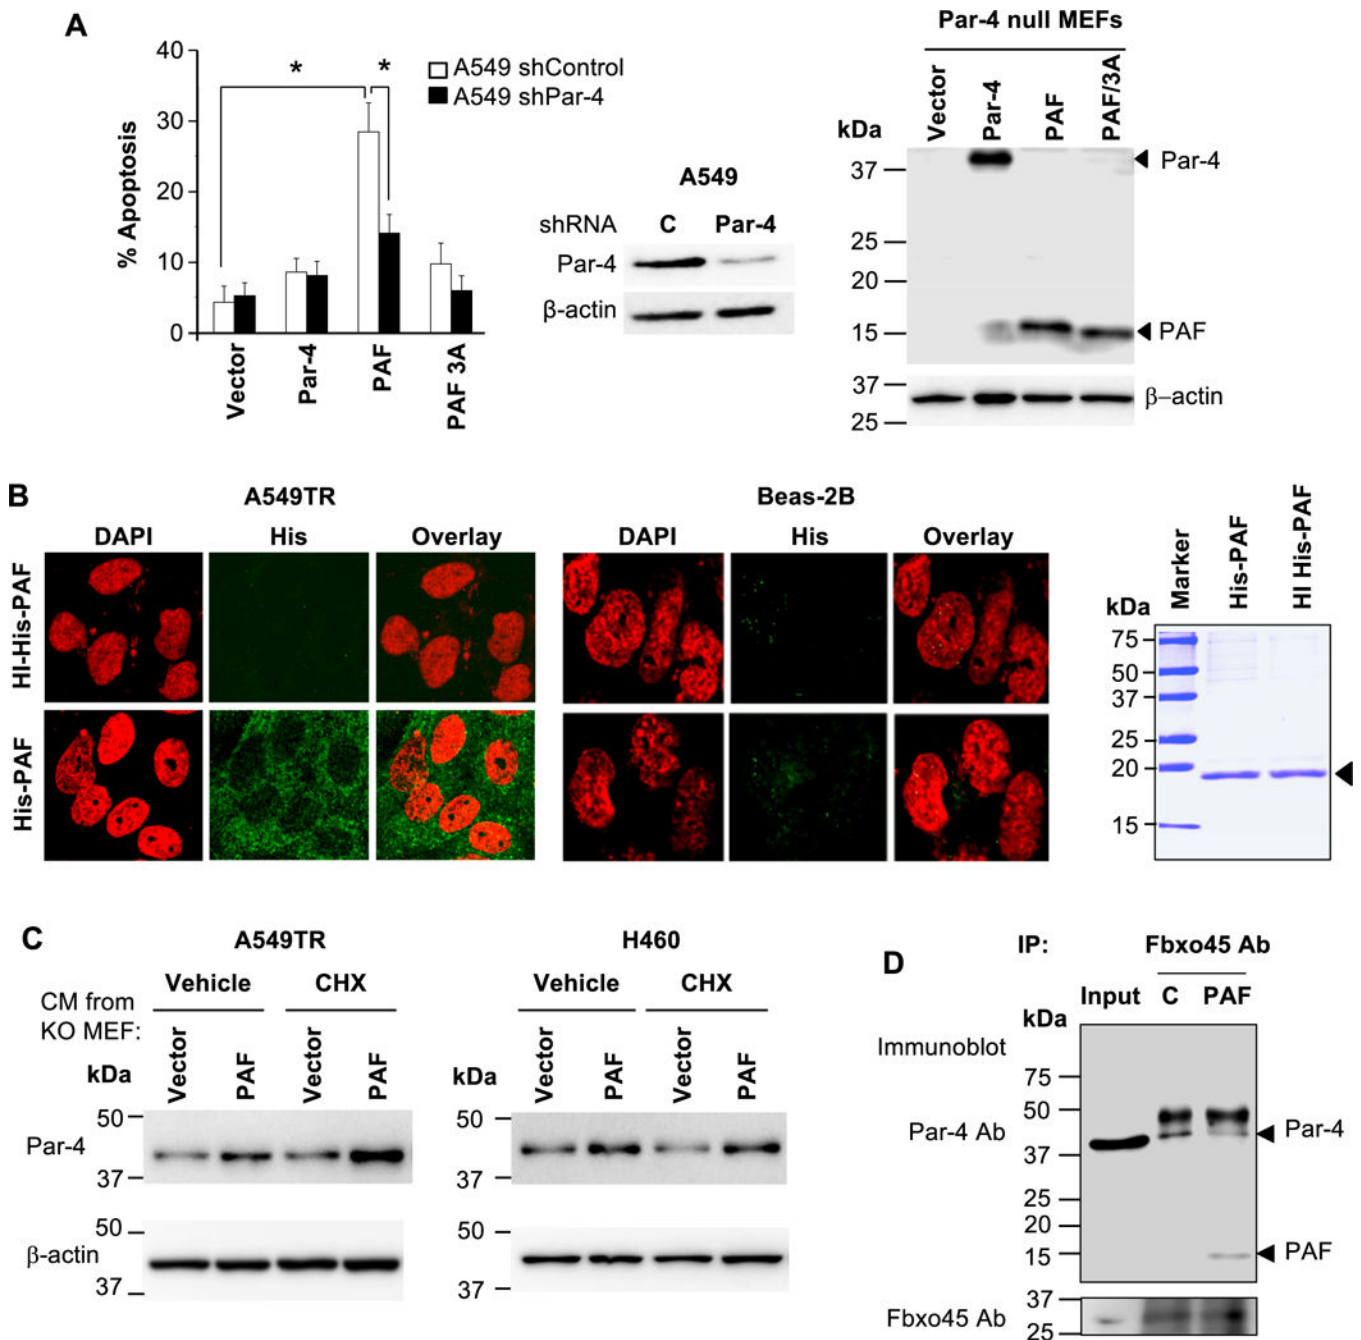 A
40
30
20
10
0
% Apoptosis
*
*
A549 shControl
A549 shPar-4
Vector
Par-4
PAF
PAF 3A
A549
shRNA C Par-4
Par-4
β-actin
Par-4 null MEFs
Vector
Par-4
PAF
PAF/3A
kDa
37
25
20
15
37
25
Par-4
PAF
β–actin
B
A549TR
DAPI His Overlay
HI-His-PAF
His-PAF
Beas-2B
DAPI His Overlay
Marker
His-PAF
HI His-PAF
kDa
75
50
37
25
20
15
C
A549TR
Vehicle CHX
CM from
KO MEF:
Vector
PAF
Vector
PAF
kDa
50
Par-4
37
50
β-actin
37
H460
Vehicle CHX
Vector
PAF
Vector
PAF
kDa
50
37
50
37
D
IP: Fbxo45 Ab
Input C PAF
kDa
Immunoblot
75
50
Par-4 Ab
37
25
20
15
Par-4
PAF
37
Fbxo45 Ab
25